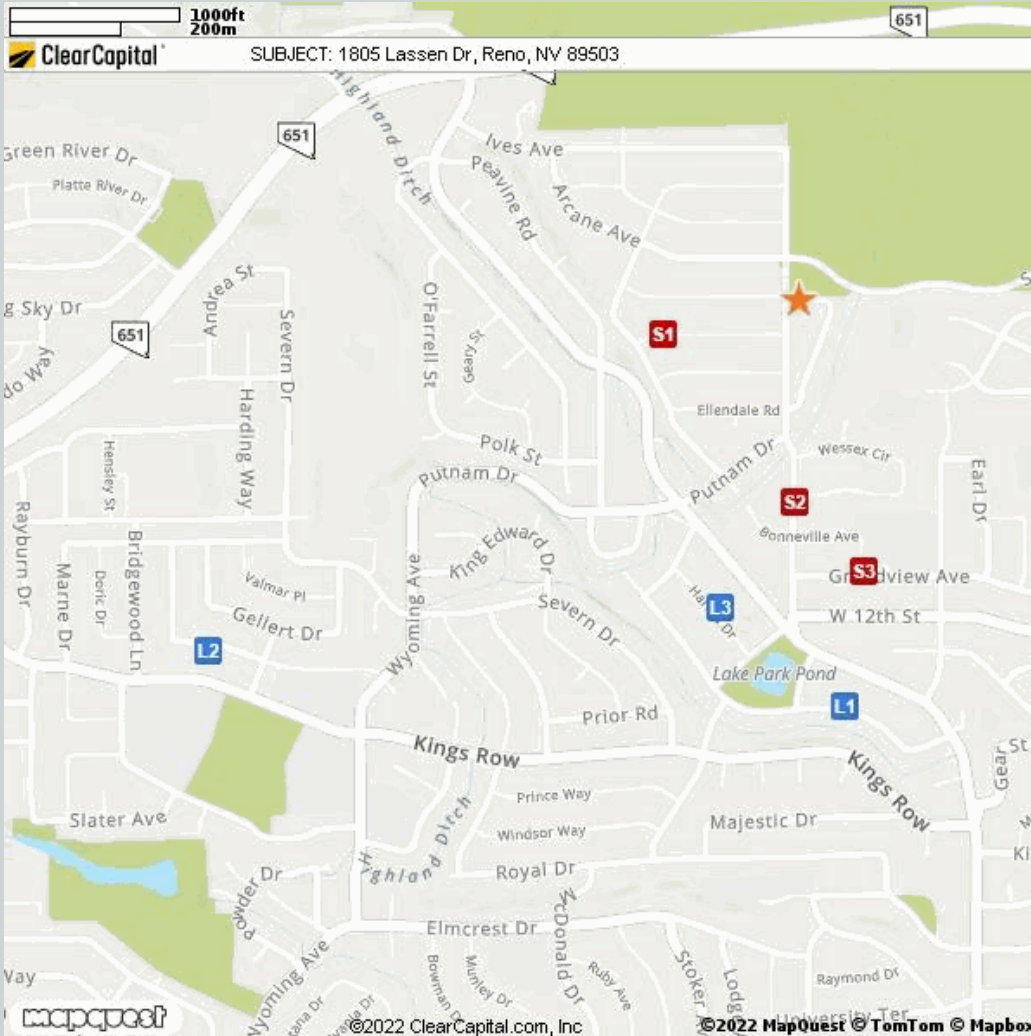 1000ft
200m
651
ClearCapital
SUBJECT: 1805 Lassen Dr, Reno, NV 89503
Highland Ditch
651
Ives Ave
Green River Dr
Peavine Rd
Platte River Dr
Arcane Ave
Andrea St
g Sky Dr
O'Farrell St
Severn Dr
S1
651
Geary St
do Way
Harding Way
Ellendale Rd
Polk St
Putnam Dr
Wessex Cir
Hensley St
Putnam Dr
Earl Dr
S2
Rayburn Dr
Bonneville Ave
King Edward Dr
Bridgewood Ln
Wyoming Ave
S3
Marne Dr
Doric Dr
Valmar Pl
L3
W 12th St
Severn Dr
Gellert Dr
L2
Lake Park Pond
L1
Prior Rd
Kings Row
Kings Row
Gear St
Prince Way
Slater Ave
Majestic Dr
Windsor Way
Highland Ditch
Royal Dr
Ki
McDonald Dr
Elmcrest Dr
Wyoming Ave
Bowman Dr
Munley Dr
Ruby Ave
Stoker A
Lodg
Raymond Dr
Way
University Ter
mapquest
©2022 ClearCapital.com, Inc
©2022 MapQuest © TomTom © Mapbox